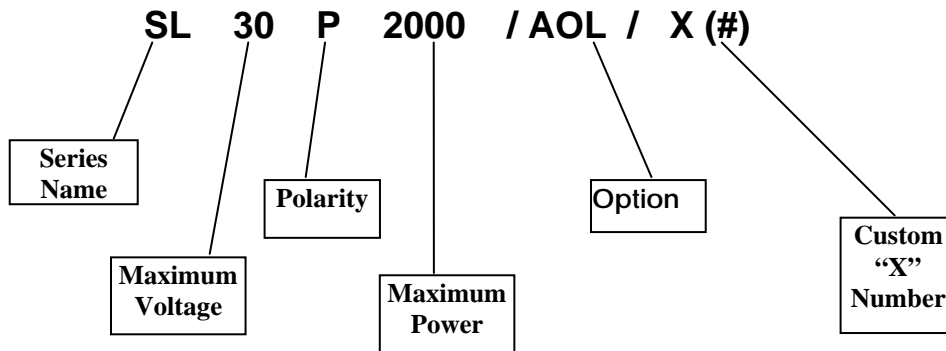 SL 30 P 2000 / AOL / X (#)
Series
Name
Maximum
Voltage
Polarity
Maximum
Power
Option
Custom
“X”
Number